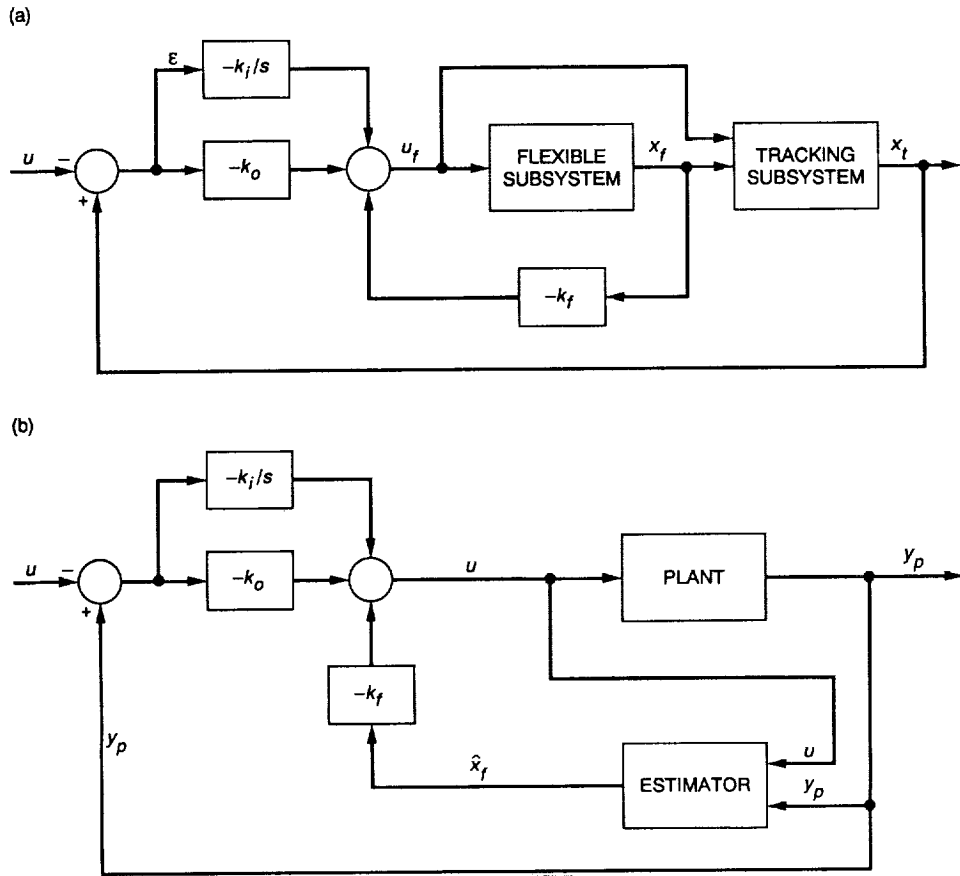 (a)
ε
−k_i/s
u
−
+
−k_o
u_f
FLEXIBLE
SUBSYSTEM
x_f
TRACKING
SUBSYSTEM
x_t
−k_f
(b)
−k_i/s
u
−
+
−k_o
u
PLANT
y_p
−k_f
y_p
x̂_f
ESTIMATOR
u
y_p